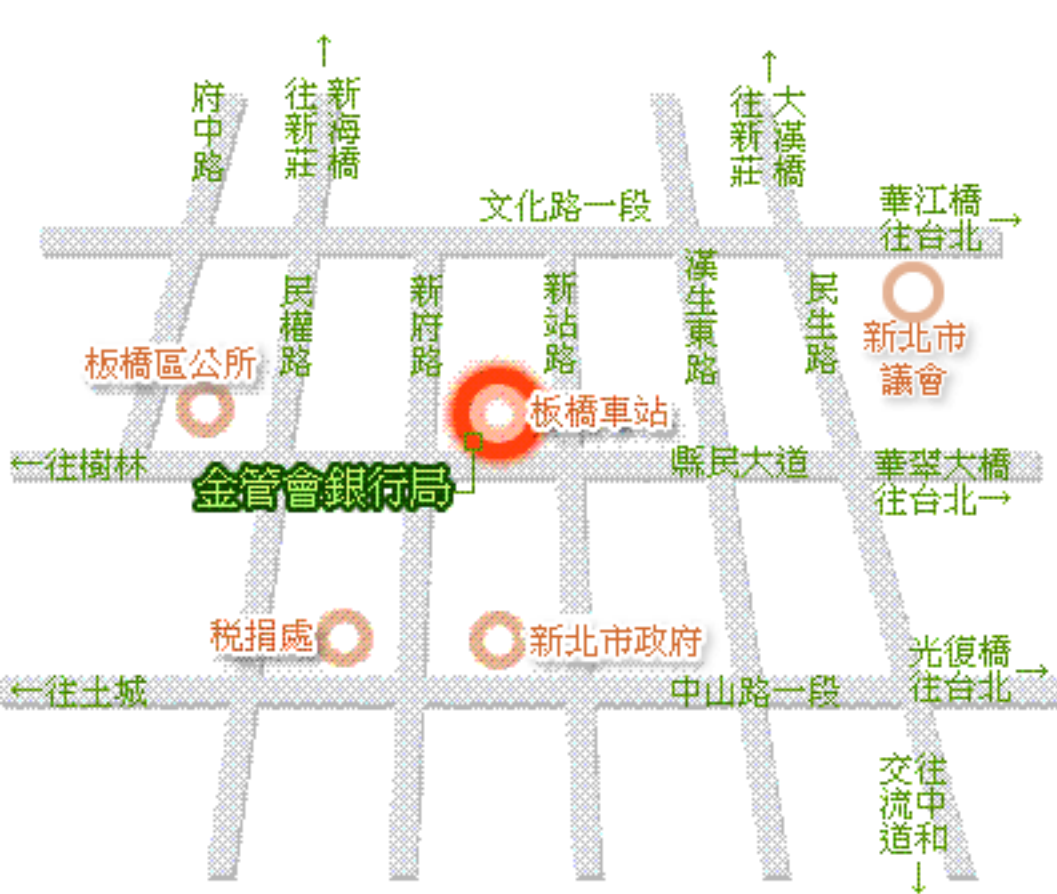 府中路
往新莊
新海橋
往新莊
大漢橋
文化路一段
華江橋
往台北
民權路
新府路
新站路
漢生東路
民生路
新北市
議會
板橋區公所
板橋車站
往樹林
金管會銀行局
縣民大道
華翠大橋
往台北
稅捐處
新北市政府
光復橋
往台北
往土城
中山路一段
往中和
交流道